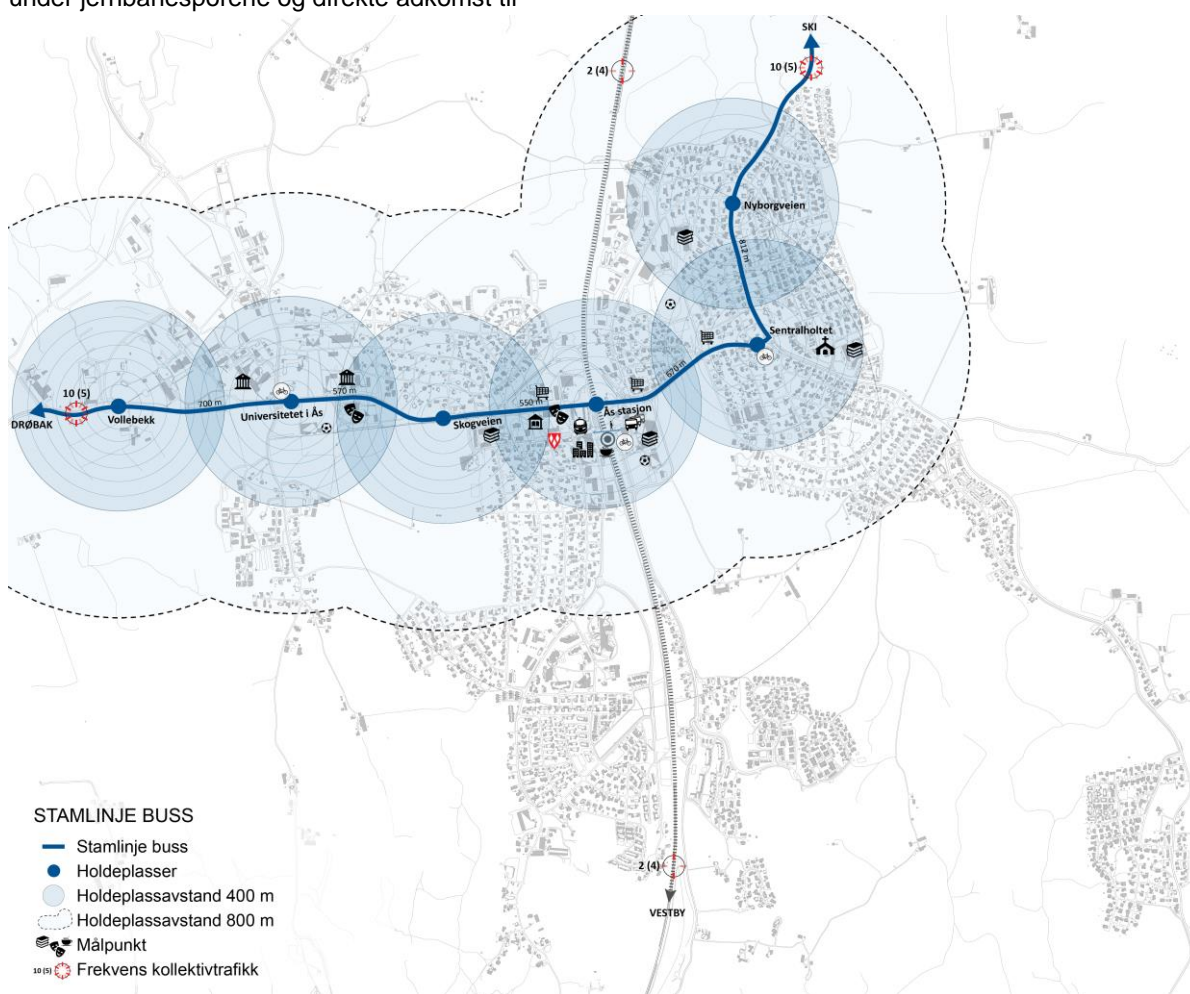 under jernbanesporene og direkte adkomst til
SKI
2 (4)
10 (5)
Nyborgveien
812 m
Sentralholtet
670 m
10 (5)
DRØBAK
Vollebekk
700 m
Universitetet i Ås
570 m
Skogveien
550 m
Ås stasjon
2 (4)
VESTBY
STAMLINJE BUSS
Stamlinje buss
Holdeplasser
Holdeplassavstand 400 m
Holdeplassavstand 800 m
Målpunkt
10 (5) Frekvens kollektivtrafikk